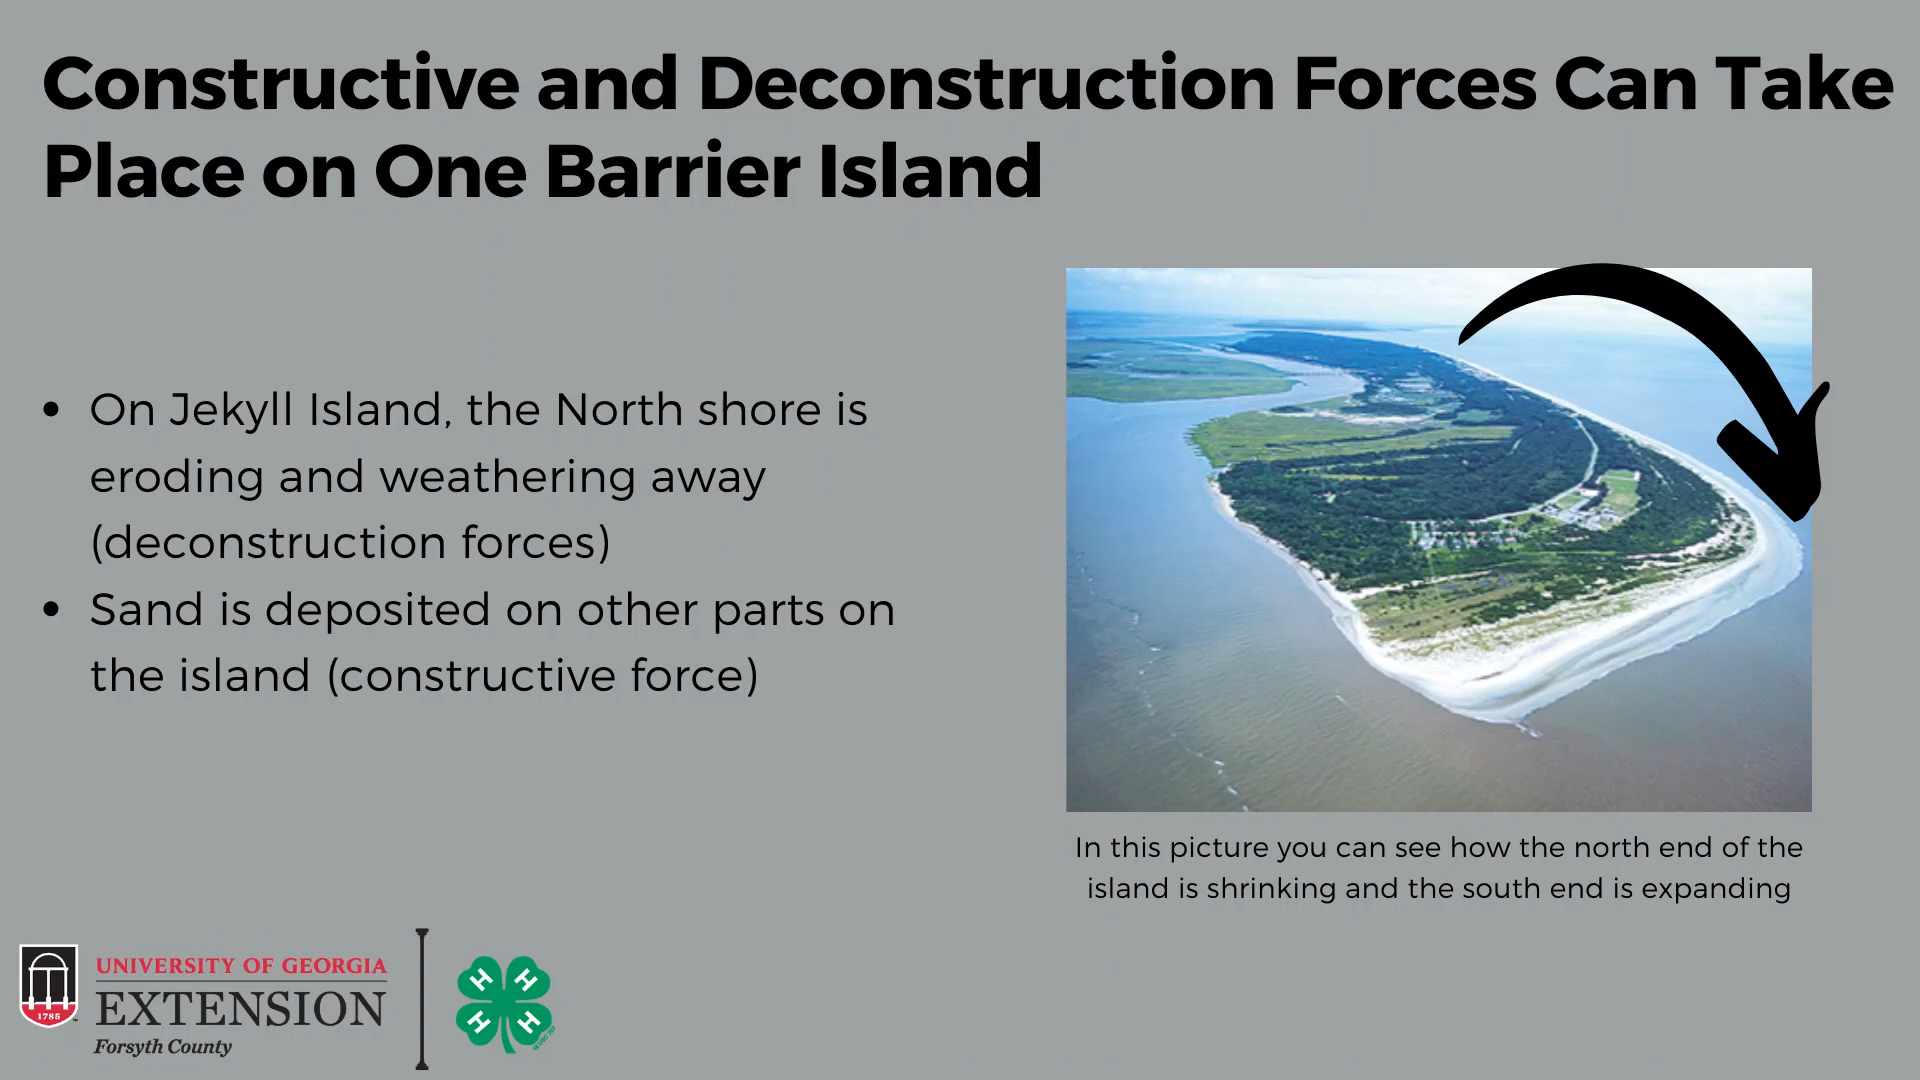 Constructive and Deconstruction Forces Can Take
Place on One Barrier Island
• On Jekyll Island, the North shore is
eroding and weathering away
(deconstruction forces)
• Sand is deposited on other parts on
the island (constructive force)
In this picture you can see how the north end of the
island is shrinking and the south end is expanding
1785
UNIVERSITY OF GEORGIA
EXTENSION
Forsyth County
H H
H H